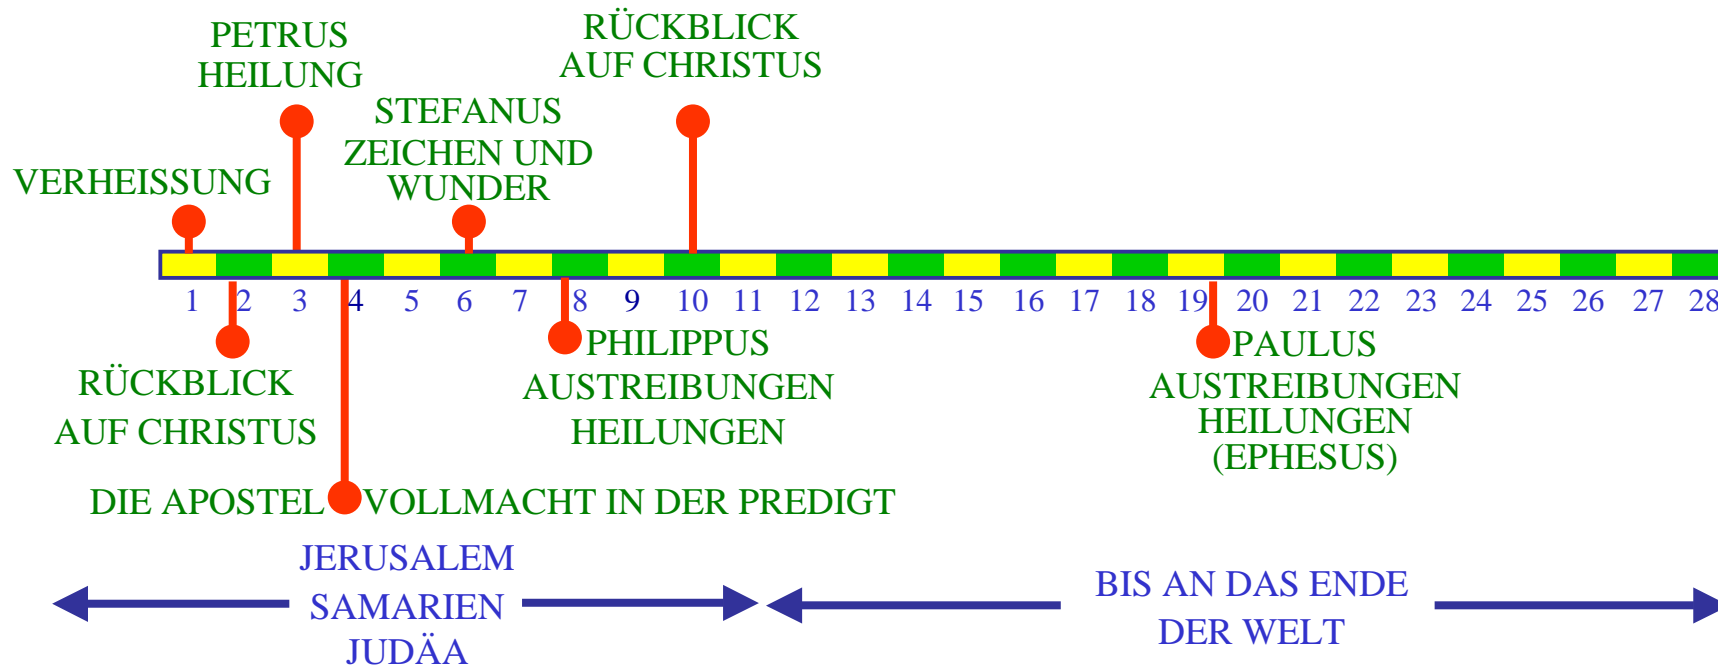 PETRUS
HEILUNG
RÜCKBLICK
AUF CHRISTUS
STEFANUS
ZEICHEN UND
WUNDER
VERHEISSUNG
1 2 3 4 5 6 7 8 9 10 11 12 13 14 15 16 17 18 19 20 21 22 23 24 25 26 27 28
RÜCKBLICK
AUF CHRISTUS
PHILIPPUS
AUSTREIBUNGEN
HEILUNGEN
PAULUS
AUSTREIBUNGEN
HEILUNGEN
(EPHESUS)
DIE APOSTEL VOLLMACHT IN DER PREDIGT
JERUSALEM
SAMARIEN
JUDÄA
BIS AN DAS ENDE
DER WELT